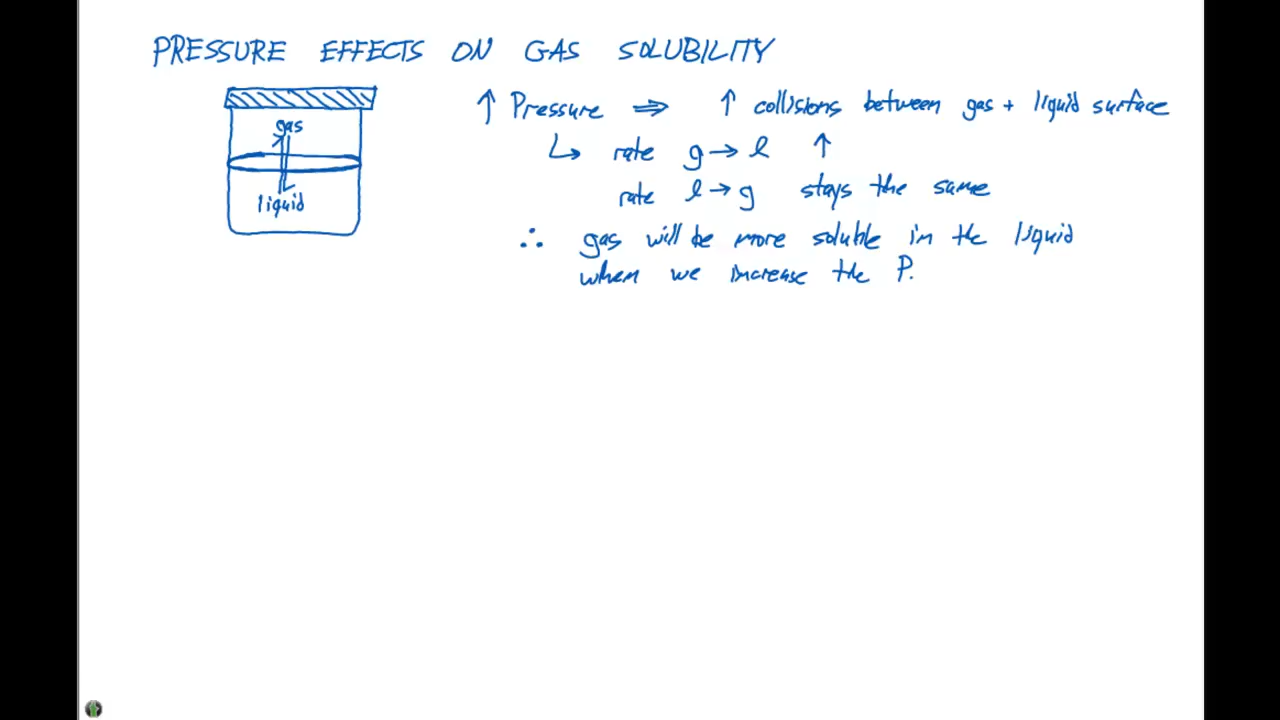 PRESSURE EFFECTS ON GAS SOLUBILITY
gas
liquid
↑ Pressure ⇒ ↑ collisions between gas + liquid surface
↳ rate g → l ↑
rate l → g stays the same
∴ gas will be more soluble in the liquid
when we increase the P.